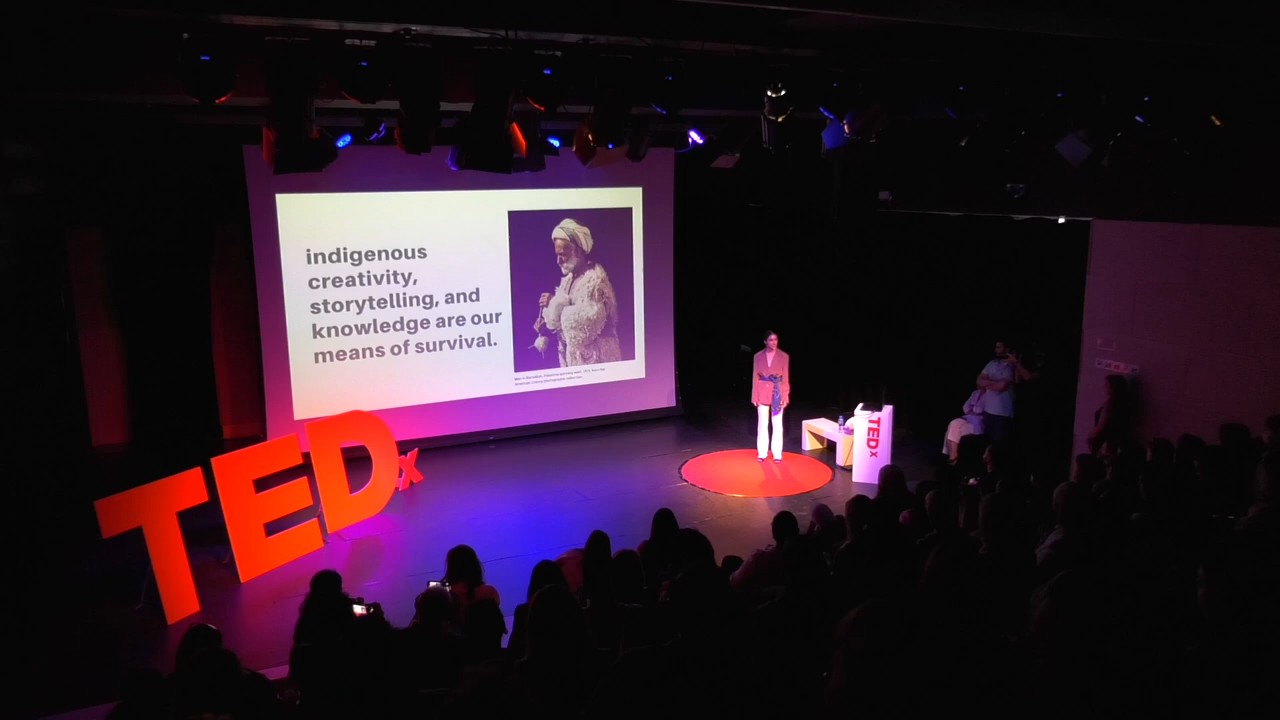 indigenous
creativity,
storytelling, and
knowledge are our
means of survival.
TEDx
TEDx